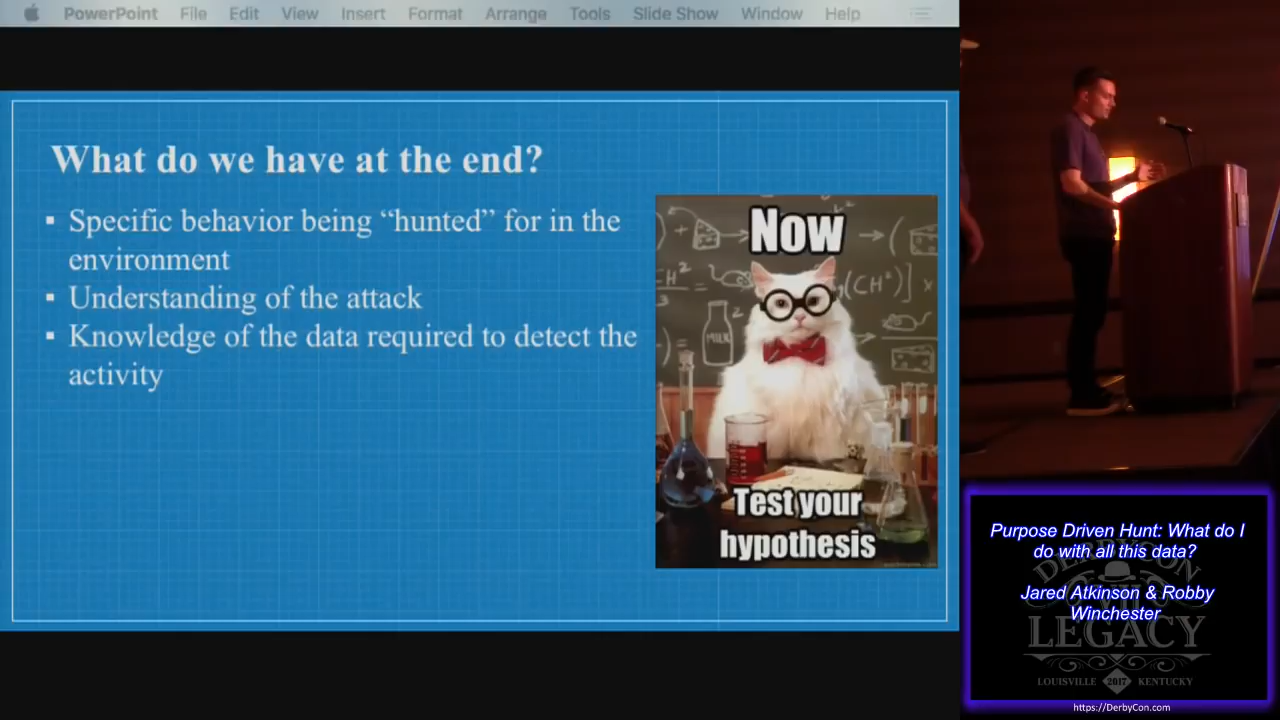 PowerPoint File Edit View Insert Format Arrange Tools Slide Show Window Help
What do we have at the end?
▪ Specific behavior being “hunted” for in the
environment
▪ Understanding of the attack
▪ Knowledge of the data required to detect the
activity
Now
MILK
Test your
hypothesis
Purpose Driven Hunt: What do I
do with all this data?
Jared Atkinson & Robby
Winchester
DERBYCON
VII
LEGACY
LOUISVILLE 2017 KENTUCKY
https://DerbyCon.com